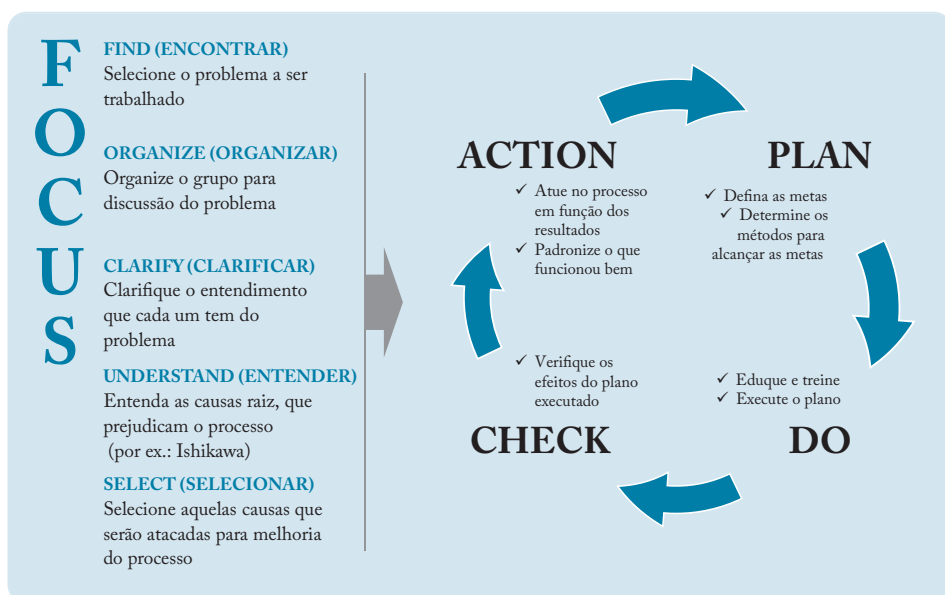 F
O
C
U
S
FIND (ENCONTRAR)
Selecione o problema a ser
trabalhado
ORGANIZE (ORGANIZAR)
Organize o grupo para
discussão do problema
CLARIFY (CLARIFICAR)
Clarifique o entendimento
que cada um tem do
problema
UNDERSTAND (ENTENDER)
Entenda as causas raiz, que
prejudicam o processo
(por ex.: Ishikawa)
SELECT (SELECIONAR)
Selecione aquelas causas que
serão atacadas para melhoria
do processo
ACTION
✓ Atue no processo
em função dos
resultados
✓ Padronize o que
funcionou bem
PLAN
✓ Defina as metas
✓ Determine os
métodos para
alcançar as metas
✓ Verifique os
efeitos do plano
executado
CHECK
✓ Eduque e treine
✓ Execute o plano
DO